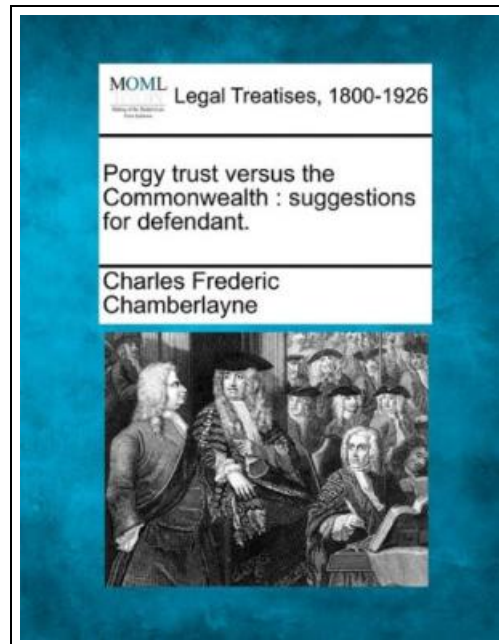 MOML
Legal Treatises, 1800-1926
Porgy trust versus the
Commonwealth : suggestions
for defendant.
Charles Frederic
Chamberlayne